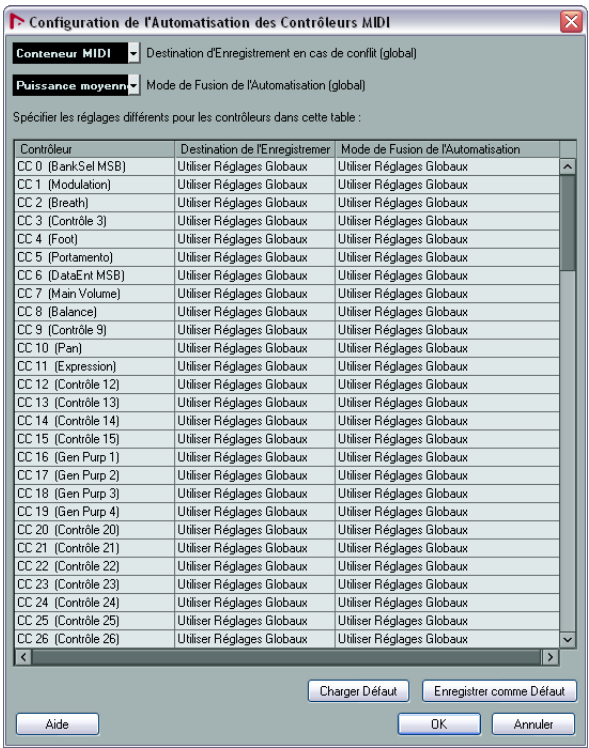 Configuration de l'Automatisation des Contrôleurs MIDI
Conteneur MIDI Destination d'Enregistrement en cas de conflit (global)
Puissance moyenn Mode de Fusion de l'Automatisation (global)
Spécifier les réglages différents pour les contrôleurs dans cette table :
Contrôleur Destination de l'Enregistremer Mode de Fusion de l'Automatisation
CC 0 (BankSel MSB) Utiliser Réglages Globaux Utiliser Réglages Globaux
CC 1 (Modulation) Utiliser Réglages Globaux Utiliser Réglages Globaux
CC 2 (Breath) Utiliser Réglages Globaux Utiliser Réglages Globaux
CC 3 (Contrôle 3) Utiliser Réglages Globaux Utiliser Réglages Globaux
CC 4 (Foot) Utiliser Réglages Globaux Utiliser Réglages Globaux
CC 5 (Portamento) Utiliser Réglages Globaux Utiliser Réglages Globaux
CC 6 (DataEnt MSB) Utiliser Réglages Globaux Utiliser Réglages Globaux
CC 7 (Main Volume) Utiliser Réglages Globaux Utiliser Réglages Globaux
CC 8 (Balance) Utiliser Réglages Globaux Utiliser Réglages Globaux
CC 9 (Contrôle 9) Utiliser Réglages Globaux Utiliser Réglages Globaux
CC 10 (Pan) Utiliser Réglages Globaux Utiliser Réglages Globaux
CC 11 (Expression) Utiliser Réglages Globaux Utiliser Réglages Globaux
CC 12 (Contrôle 12) Utiliser Réglages Globaux Utiliser Réglages Globaux
CC 13 (Contrôle 13) Utiliser Réglages Globaux Utiliser Réglages Globaux
CC 14 (Contrôle 14) Utiliser Réglages Globaux Utiliser Réglages Globaux
CC 15 (Contrôle 15) Utiliser Réglages Globaux Utiliser Réglages Globaux
CC 16 (Gen Purp 1) Utiliser Réglages Globaux Utiliser Réglages Globaux
CC 17 (Gen Purp 2) Utiliser Réglages Globaux Utiliser Réglages Globaux
CC 18 (Gen Purp 3) Utiliser Réglages Globaux Utiliser Réglages Globaux
CC 19 (Gen Purp 4) Utiliser Réglages Globaux Utiliser Réglages Globaux
CC 20 (Contrôle 20) Utiliser Réglages Globaux Utiliser Réglages Globaux
CC 21 (Contrôle 21) Utiliser Réglages Globaux Utiliser Réglages Globaux
CC 22 (Contrôle 22) Utiliser Réglages Globaux Utiliser Réglages Globaux
CC 23 (Contrôle 23) Utiliser Réglages Globaux Utiliser Réglages Globaux
CC 24 (Contrôle 24) Utiliser Réglages Globaux Utiliser Réglages Globaux
CC 25 (Contrôle 25) Utiliser Réglages Globaux Utiliser Réglages Globaux
CC 26 (Contrôle 26) Utiliser Réglages Globaux Utiliser Réglages Globaux
Charger Défaut Enregistrer comme Défaut
Aide OK Annuler